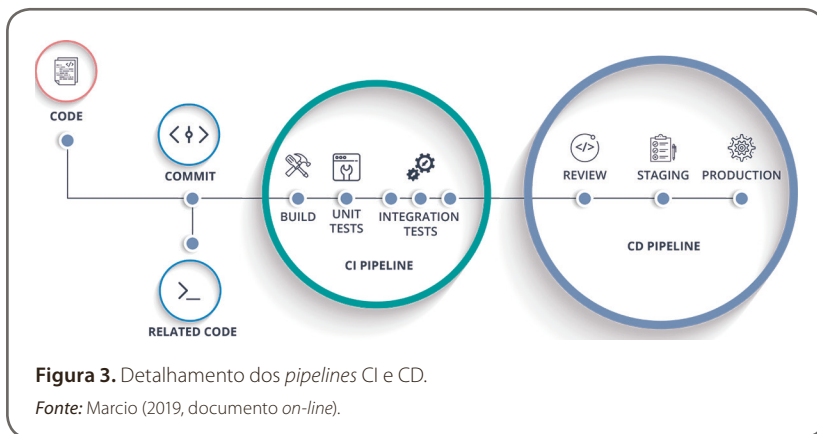 CODE
COMMIT
RELATED CODE
BUILD
UNIT
TESTS
INTEGRATION
TESTS
CI PIPELINE
REVIEW
STAGING
PRODUCTION
CD PIPELINE
Figura 3. Detalhamento dos pipelines CI e CD.
Fonte: Marcio (2019, documento on-line).